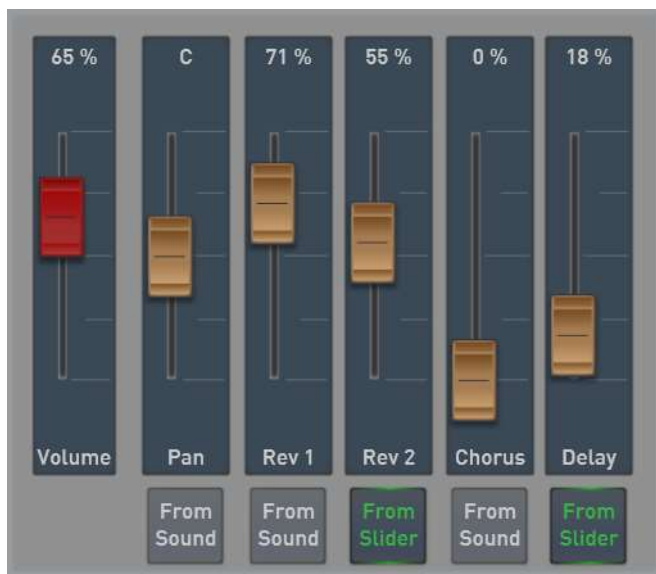 65 % C 71 % 55 % 0 % 18 %
Volume Pan Rev 1 Rev 2 Chorus Delay
From From From From From
Sound Sound Slider Sound Slider